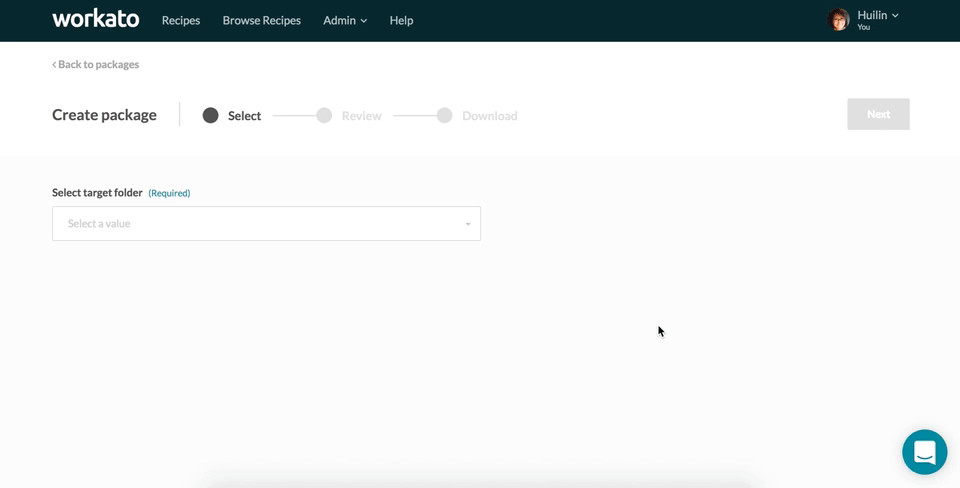 workato Recipes Browse Recipes Admin Help Huilin
You
Back to packages
Create package Select Review Download Next
Select target folder (Required)
Select a value